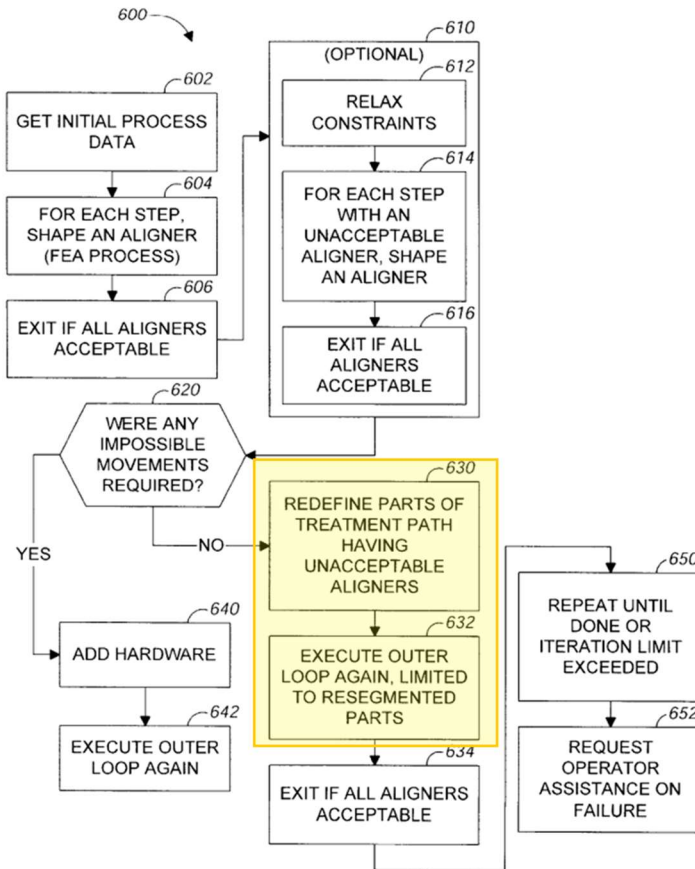 600
602
GET INITIAL PROCESS
DATA
604
FOR EACH STEP,
SHAPE AN ALIGNER
(FEA PROCESS)
606
EXIT IF ALL ALIGNERS
ACCEPTABLE
610
(OPTIONAL)
612
RELAX
CONSTRAINTS
614
FOR EACH STEP
WITH AN
UNACCEPTABLE
ALIGNER, SHAPE
AN ALIGNER
616
EXIT IF ALL
ALIGNERS
ACCEPTABLE
620
WERE ANY
IMPOSSIBLE
MOVEMENTS
REQUIRED?
YES
NO
630
REDEFINE PARTS OF
TREATMENT PATH
HAVING
UNACCEPTABLE
ALIGNERS
632
EXECUTE OUTER
LOOP AGAIN, LIMITED
TO RESEGMENTED
PARTS
634
EXIT IF ALL ALIGNERS
ACCEPTABLE
640
ADD HARDWARE
642
EXECUTE OUTER
LOOP AGAIN
650
REPEAT UNTIL
DONE OR
ITERATION LIMIT
EXCEEDED
652
REQUEST
OPERATOR
ASSISTANCE ON
FAILURE